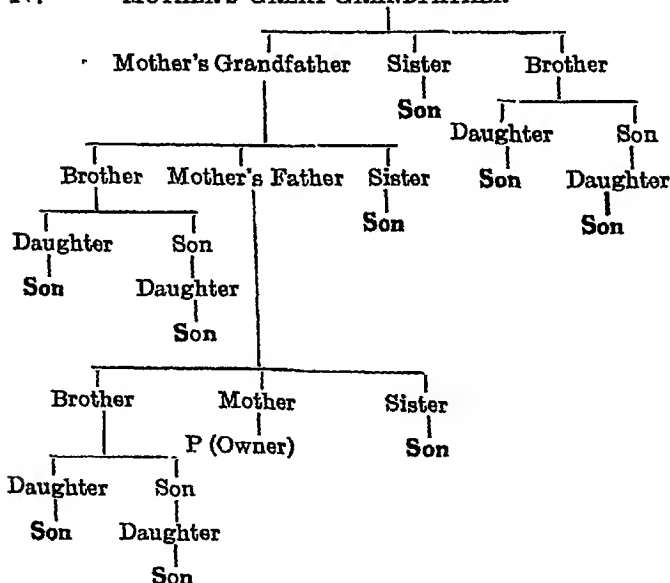 Mother's Grandfather Sister Brother
Son
Daughter Son
Brother Mother's Father Sister Son Daughter
Son Son
Daughter Son
Son Daughter
Son
Brother Mother Sister
P (Owner) Son
Daughter Son
Son Daughter
Son